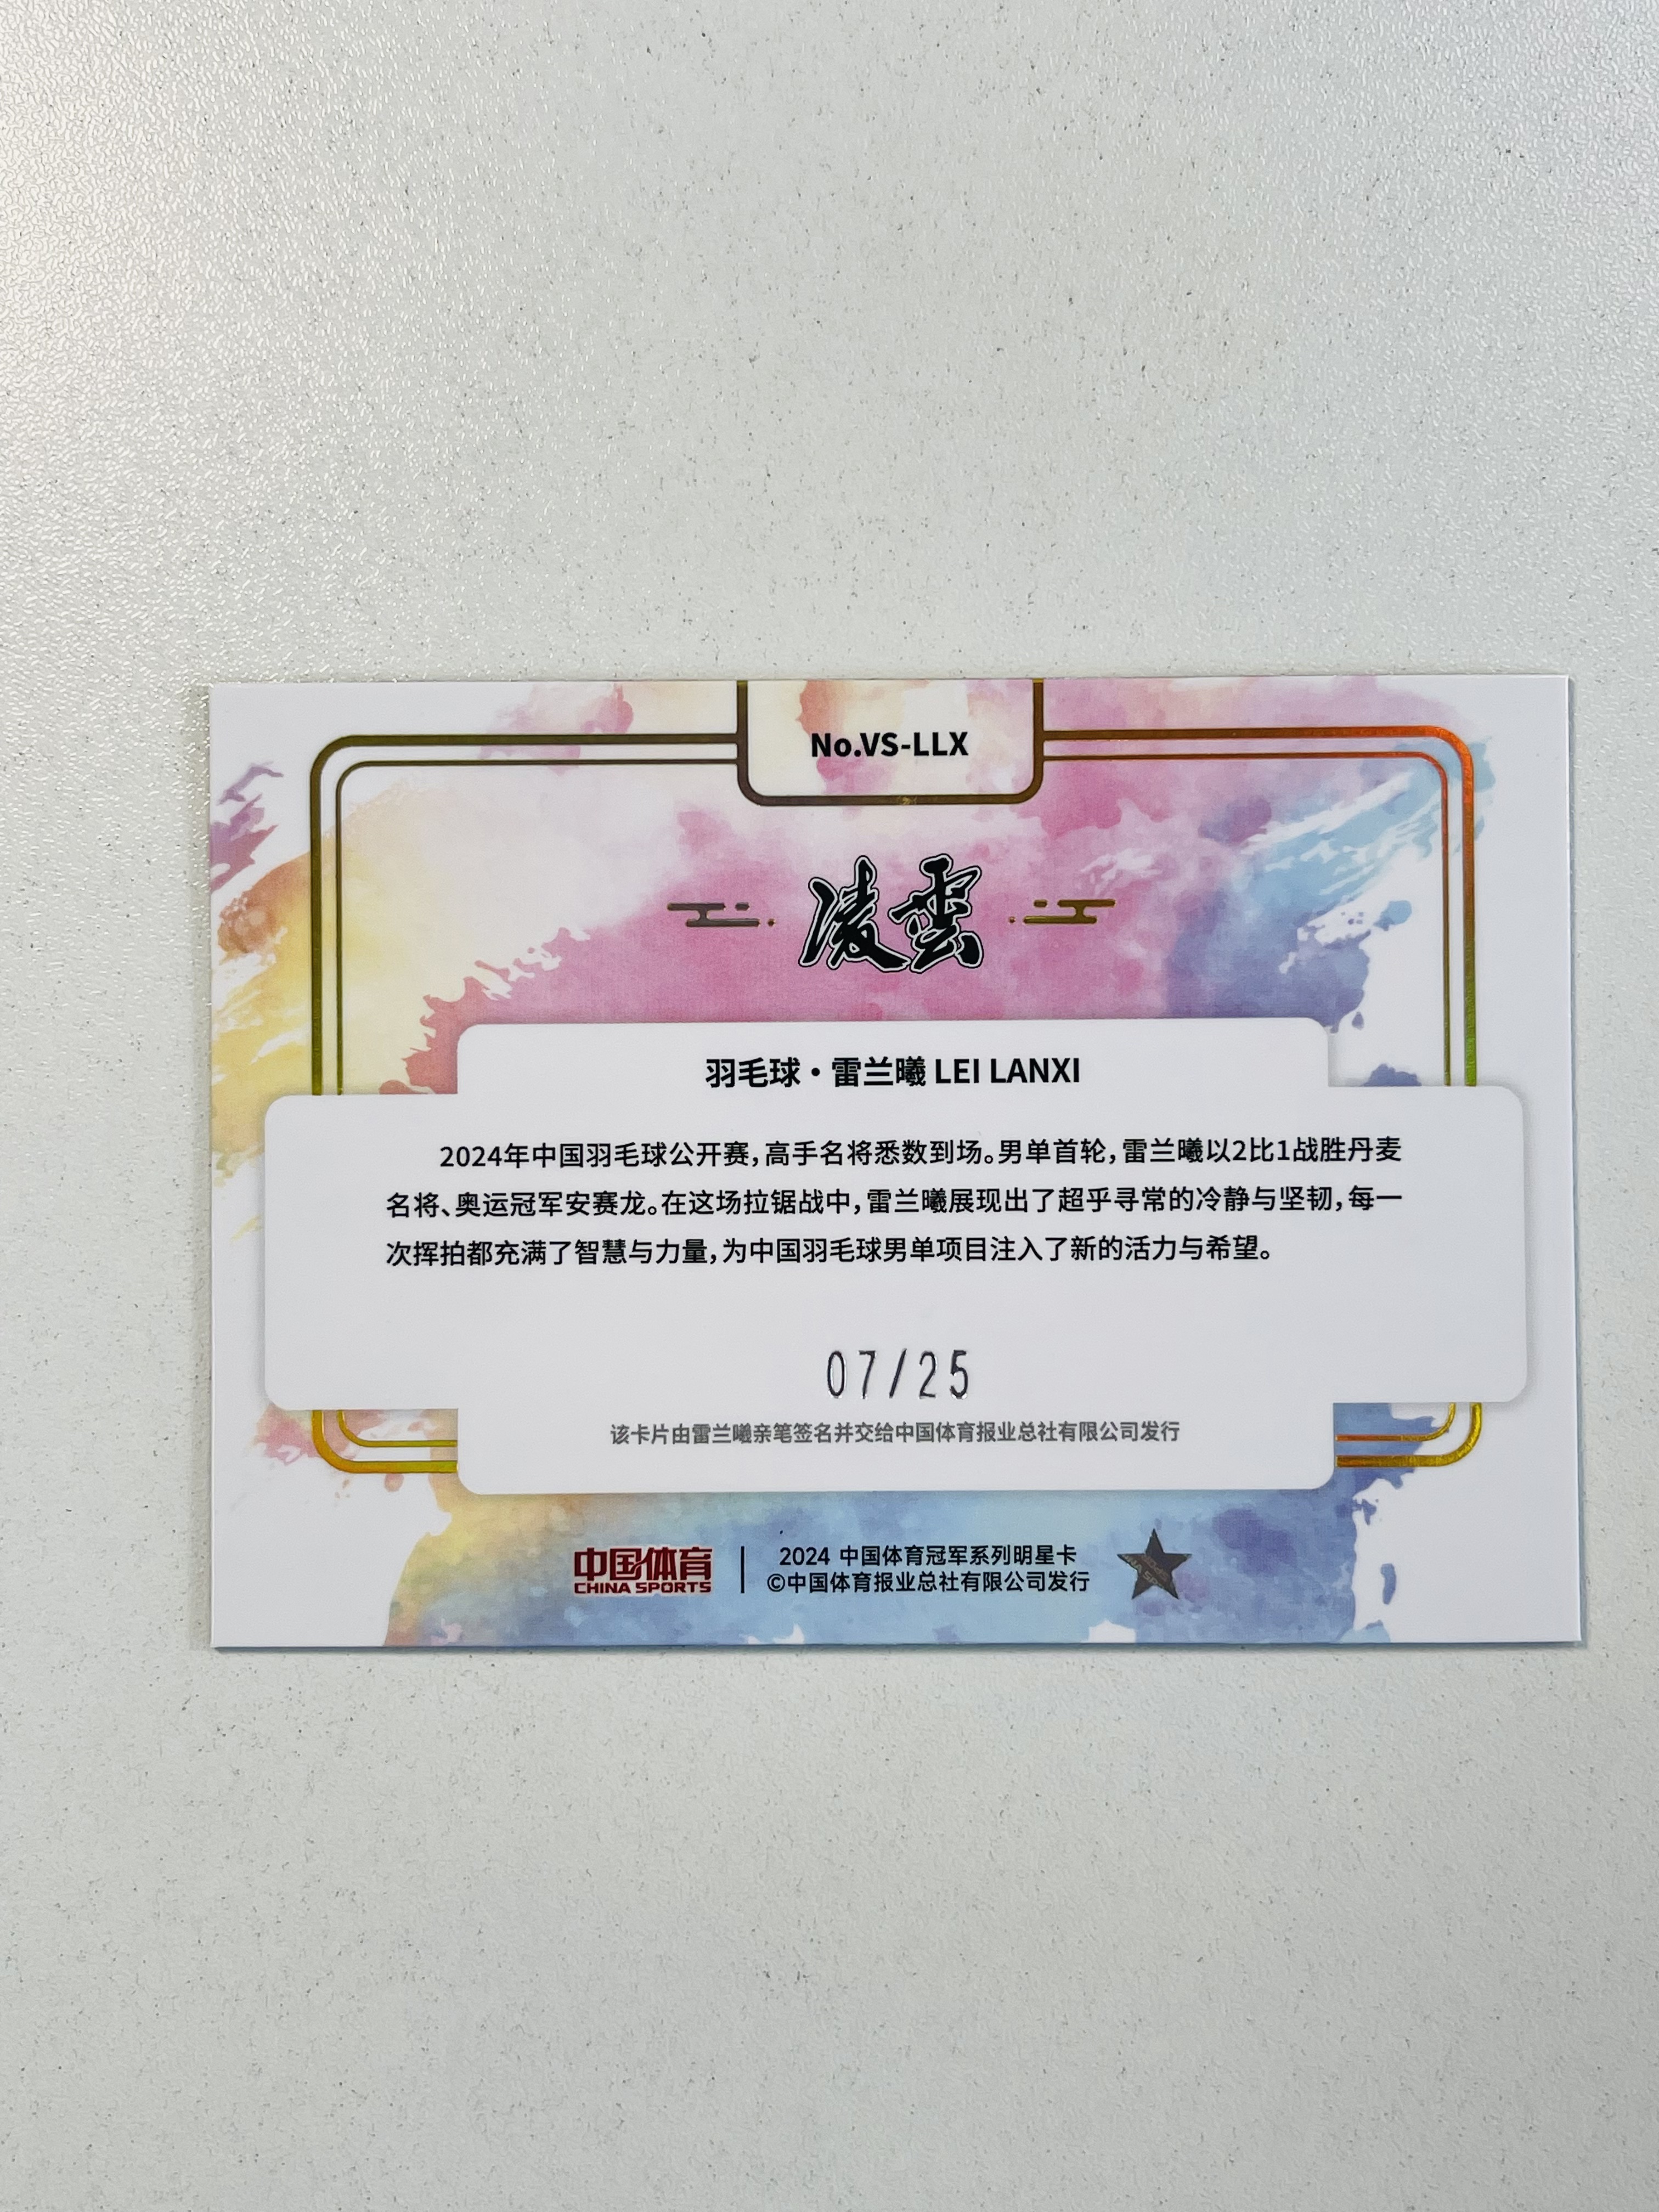 No.VS-LLX
凌雲
羽毛球·雷兰曦 LEI LANXI
2024年中国羽毛球公开赛，高手名将悉数到场。男单首轮，雷兰曦以2比1战胜丹麦
名将、奥运冠军安赛龙。在这场拉锯战中，雷兰曦展现出了超乎寻常的冷静与坚韧，每一
次挥拍都充满了智慧与力量，为中国羽毛球男单项目注入了新的活力与希望。
07/25
该卡片由雷兰曦亲笔签名并交给中国体育报业总社有限公司发行
中国体育
CHINA SPORTS
2024 中国体育冠军系列明星卡
©中国体育报业总社有限公司发行